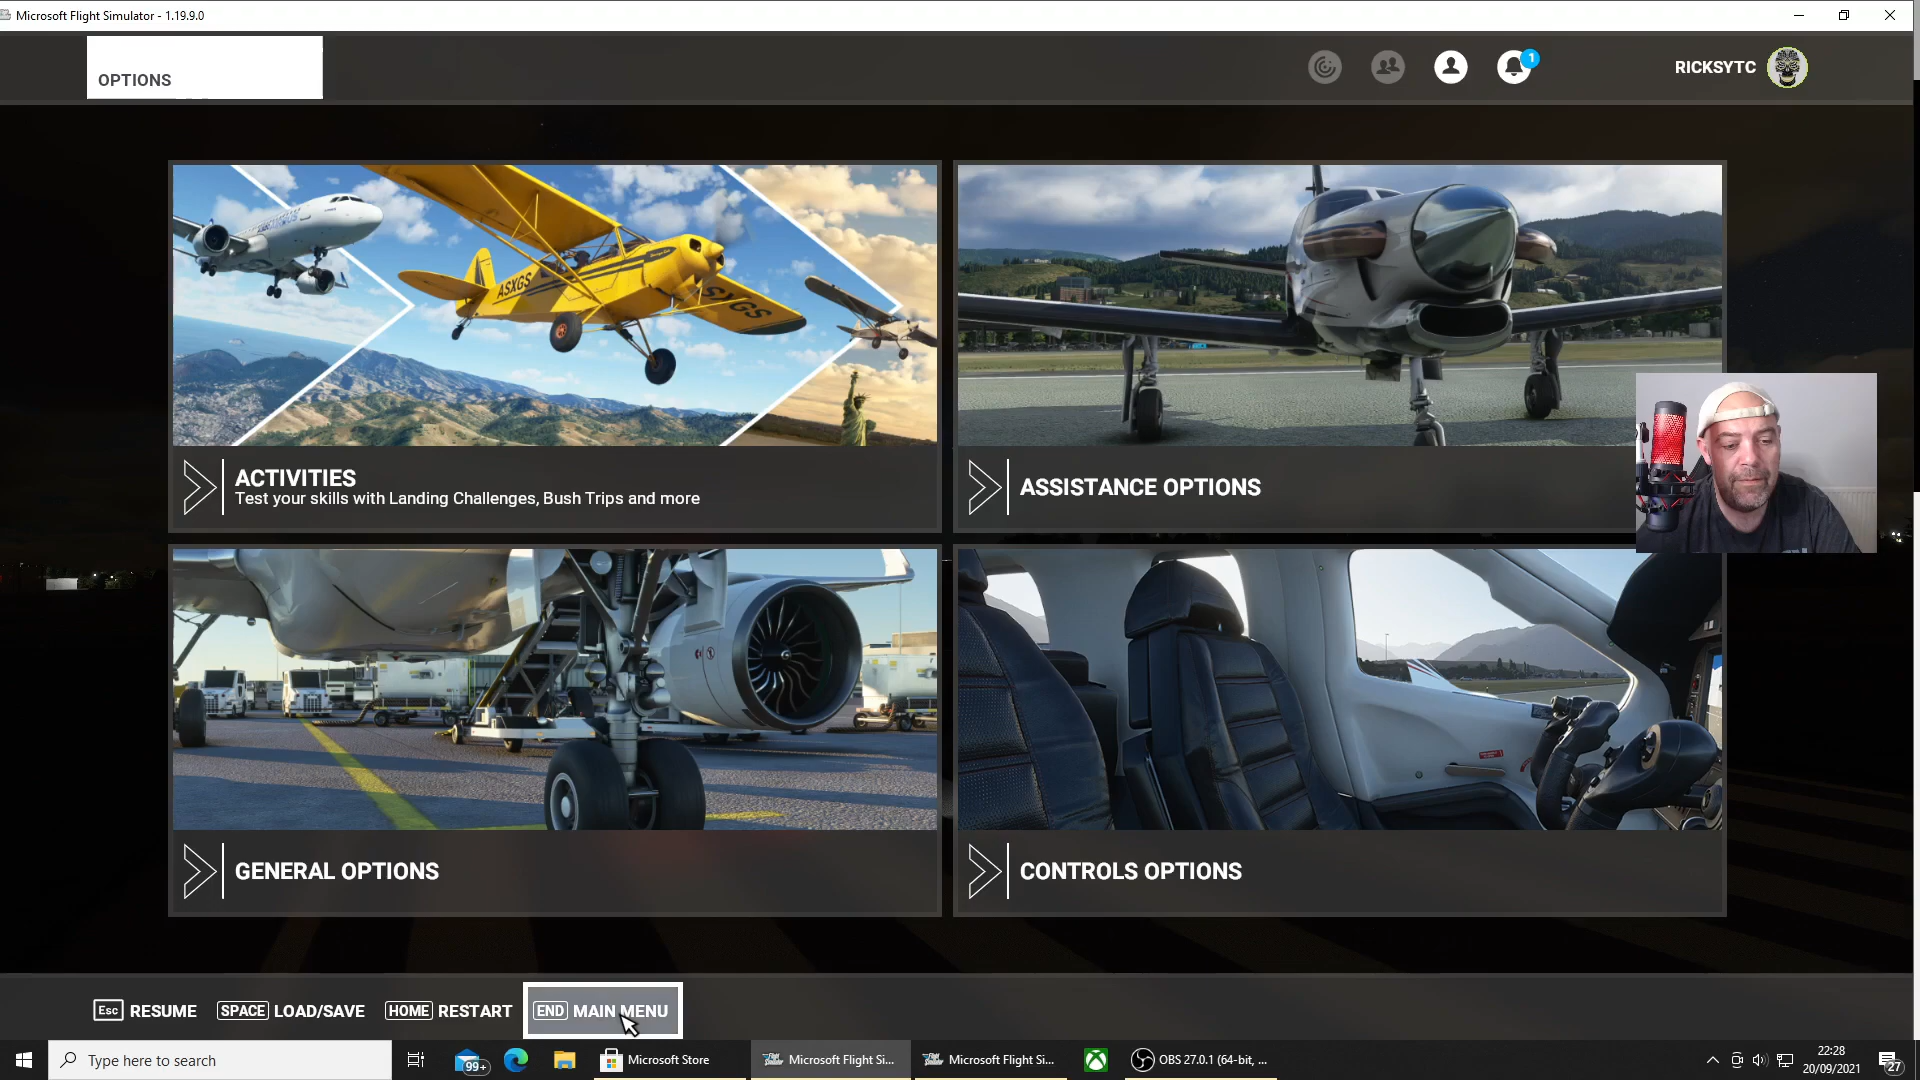 Microsoft Flight Simulator - 1.19.9.0
OPTIONS
1
RICKSYTC
ASXGS
SXGS
ACTIVITIES
Test your skills with Landing Challenges, Bush Trips and more
ASSISTANCE OPTIONS
GENERAL OPTIONS
CONTROLS OPTIONS
Esc RESUME
SPACE LOAD/SAVE
HOME RESTART
END MAIN MENU
Type here to search
99+
Microsoft Store
Microsoft Flight Si...
Microsoft Flight Si...
OBS 27.0.1 (64-bit, ...
22:28
20/09/2021
27